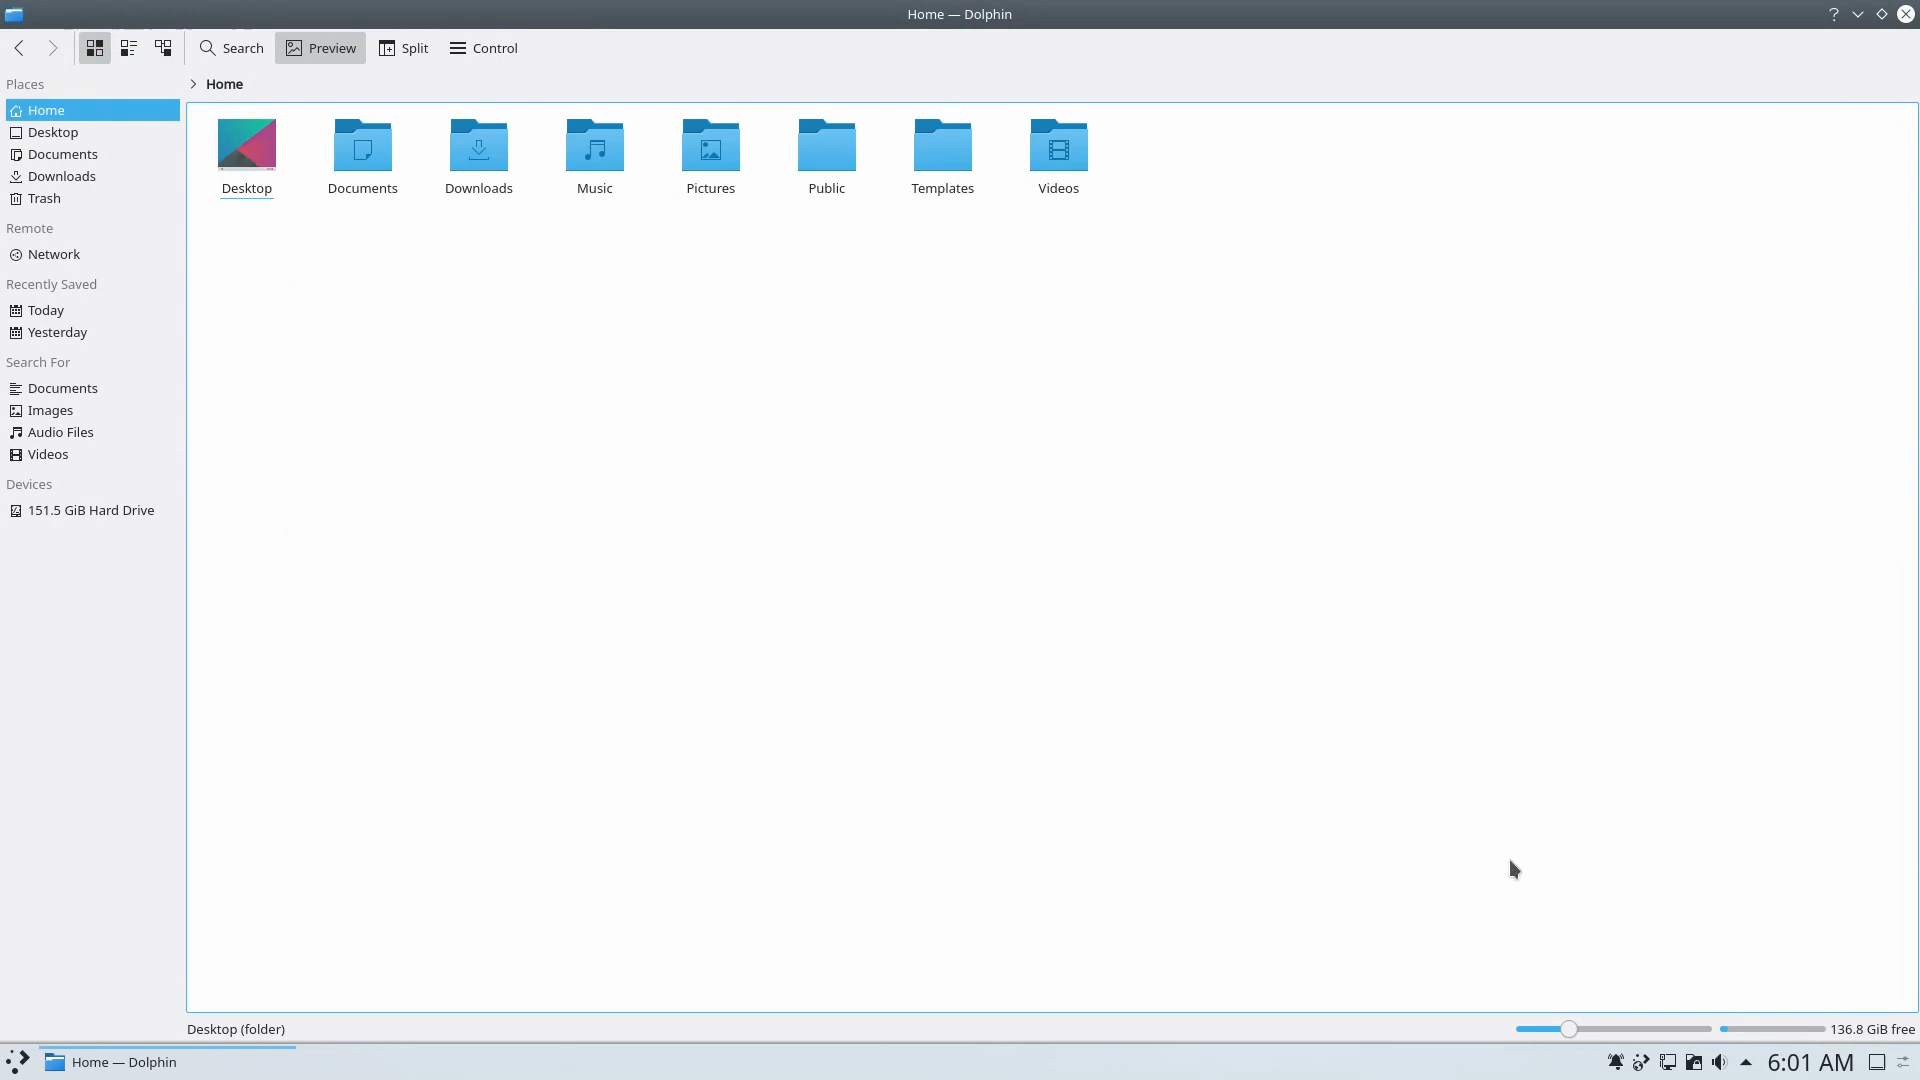 Home — Dolphin
Search Preview Split Control
Places
Home
Desktop
Documents
Downloads
Trash
Remote
Network
Recently Saved
Today
Yesterday
Search For
Documents
Images
Audio Files
Videos
Devices
151.5 GiB Hard Drive
Home
Desktop Documents Downloads Music Pictures Public Templates Videos
Desktop (folder)
136.8 GiB free
Home — Dolphin
6:01 AM